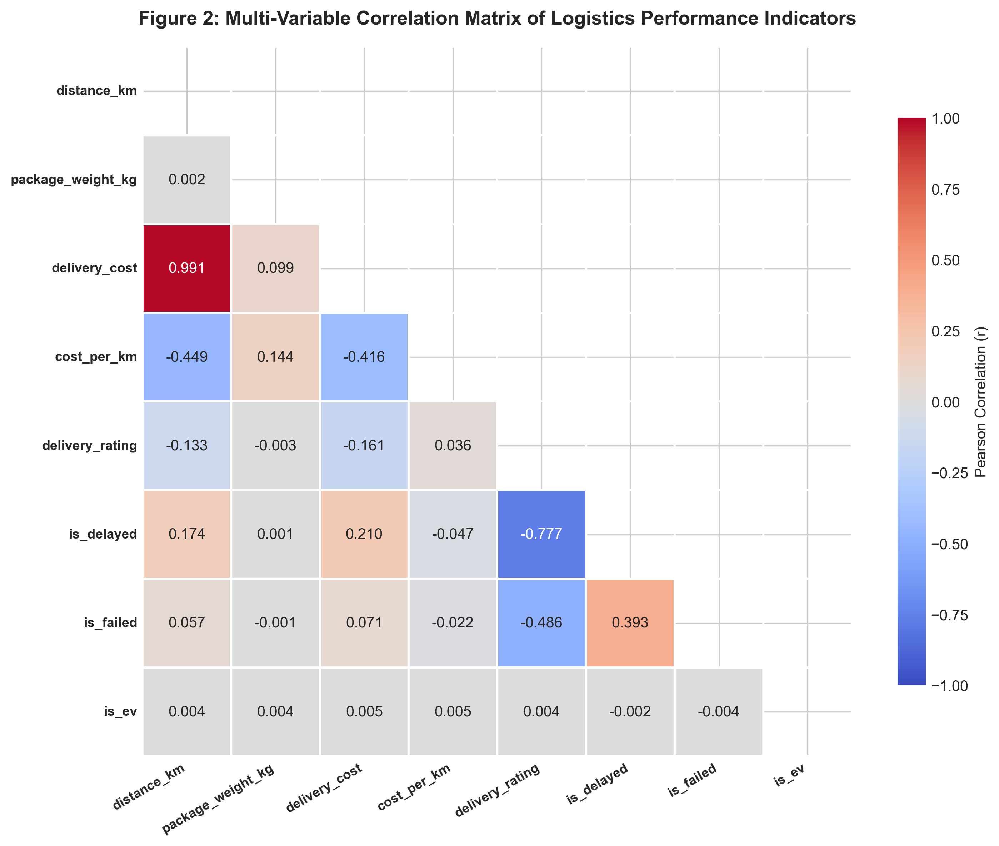 Figure 2: Multi-Variable Correlation Matrix of Logistics Performance Indicators
distance_km
package_weight_kg 0.002
delivery_cost 0.991 0.099
cost_per_km -0.449 0.144 -0.416
delivery_rating -0.133 -0.003 -0.161 0.036
is_delayed 0.174 0.001 0.210 -0.047 -0.777
is_failed 0.057 -0.001 0.071 -0.022 -0.486 0.393
is_ev 0.004 0.004 0.005 0.005 0.004 -0.002 -0.004
distance_km package_weight_kg delivery_cost cost_per_km delivery_rating is_delayed is_failed is_ev
1.00
0.75
0.50
0.25
0.00
−0.25
−0.50
−0.75
−1.00
Pearson Correlation (r)